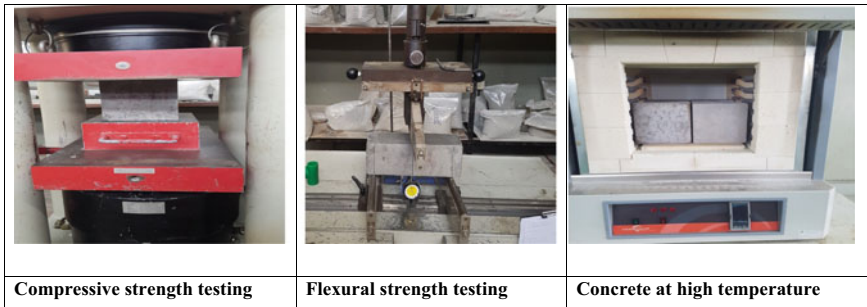 Compressive strength testing
Flexural strength testing
Concrete at high temperature